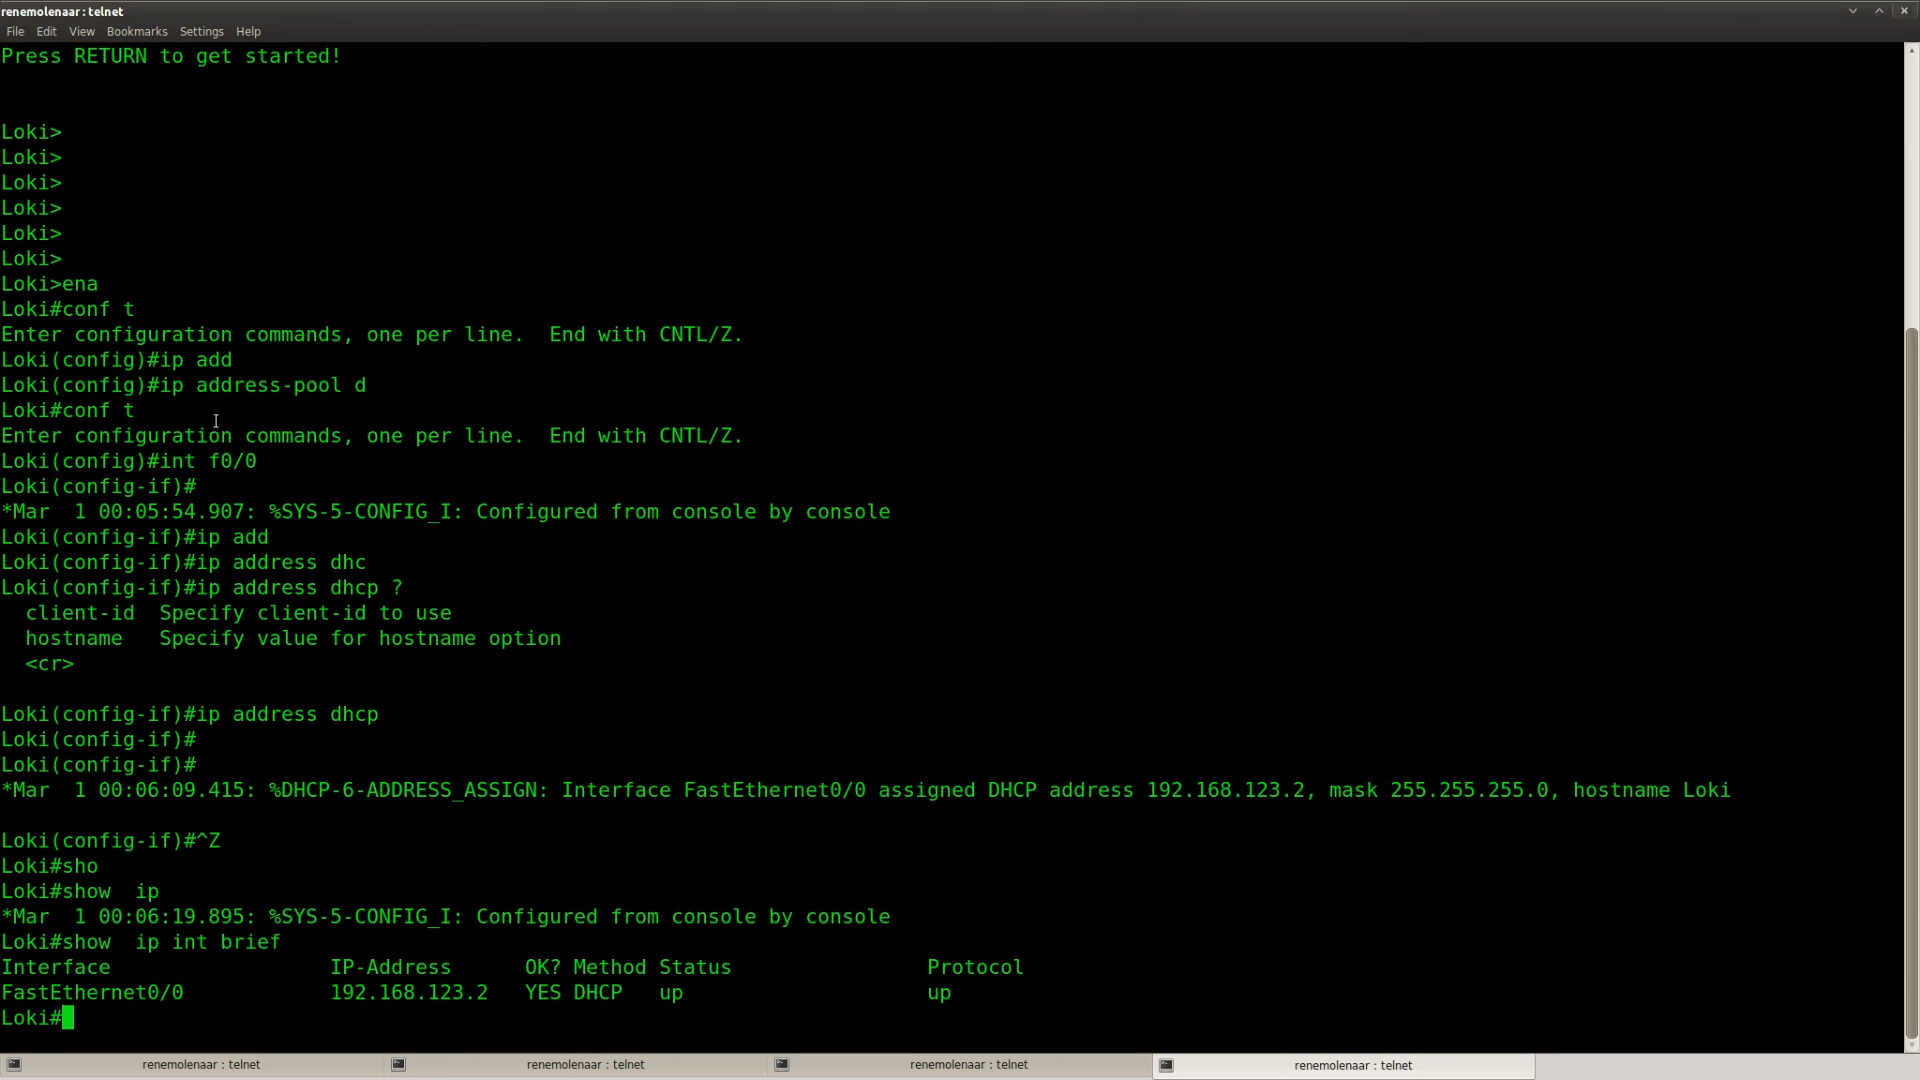 renemolenaar : telnet
File Edit View Bookmarks Settings Help
Press RETURN to get started!
Loki>
Loki>
Loki>
Loki>
Loki>
Loki>
Loki>ena
Loki#conf t
Enter configuration commands, one per line.  End with CNTL/Z.
Loki(config)#ip add
Loki(config)#ip address-pool d
Loki#conf t
Enter configuration commands, one per line.  End with CNTL/Z.
Loki(config)#int f0/0
Loki(config-if)#
*Mar  1 00:05:54.907: %SYS-5-CONFIG_I: Configured from console by console
Loki(config-if)#ip add
Loki(config-if)#ip address dhc
Loki(config-if)#ip address dhcp ?
  client-id  Specify client-id to use
  hostname   Specify value for hostname option
  <cr>
Loki(config-if)#ip address dhcp
Loki(config-if)#
Loki(config-if)#
*Mar  1 00:06:09.415: %DHCP-6-ADDRESS_ASSIGN: Interface FastEthernet0/0 assigned DHCP address 192.168.123.2, mask 255.255.255.0, hostname Loki
Loki(config-if)#^Z
Loki#sho
Loki#show  ip
*Mar  1 00:06:19.895: %SYS-5-CONFIG_I: Configured from console by console
Loki#show  ip int brief
Interface                  IP-Address      OK? Method Status                Protocol
FastEthernet0/0            192.168.123.2   YES DHCP   up                    up
Loki#
renemolenaar : telnet renemolenaar : telnet renemolenaar : telnet renemolenaar : telnet